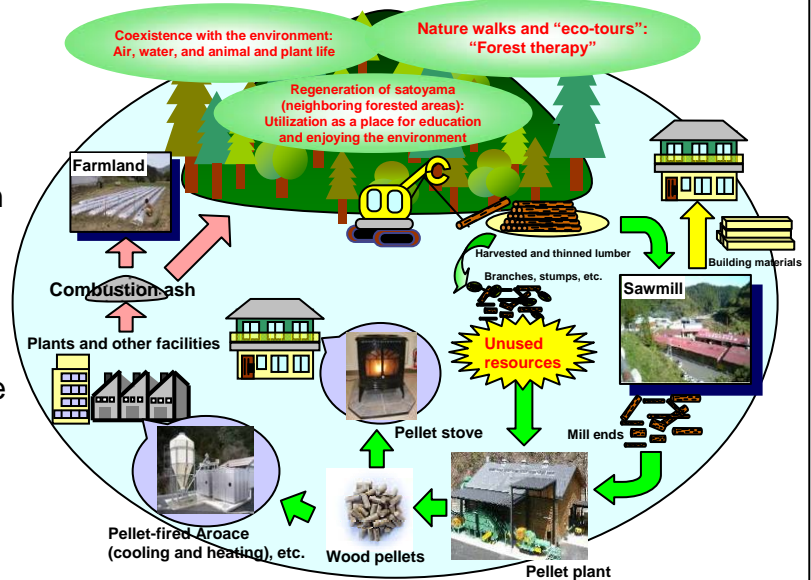 Coexistence with the environment:
Air, water, and animal and plant life
Nature walks and “eco-tours”:
“Forest therapy”
Regeneration of satoyama
(neighboring forested areas):
Utilization as a place for education
and enjoying the environment
Farmland
n
Harvested and thinned lumber
Building materials
Branches, stumps, etc.
Sawmill
Combustion ash
Plants and other facilities
Unused
resources
e
Pellet stove
Mill ends
Pellet-fired Aroace
(cooling and heating), etc.
Wood pellets
Pellet plant